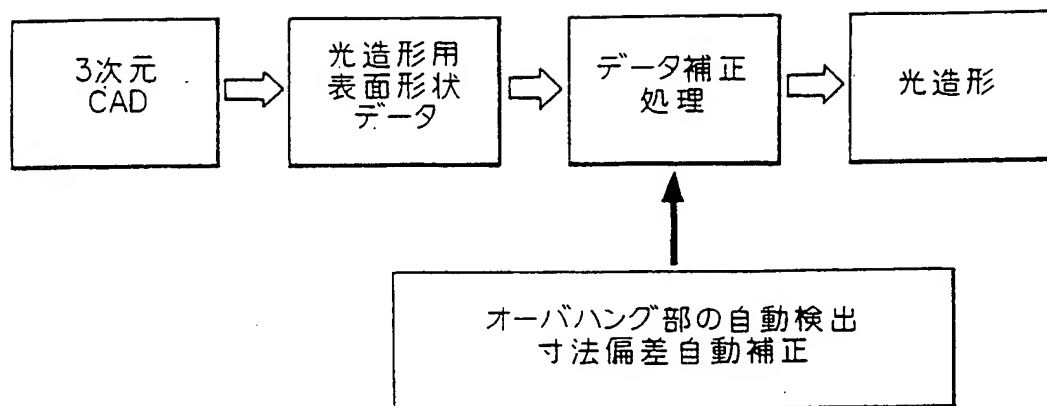 3次元
CAD
光造形用
表面形状
データ
データ補正
処理
光造形
オーバハング部の自動検出
寸法偏差自動補正